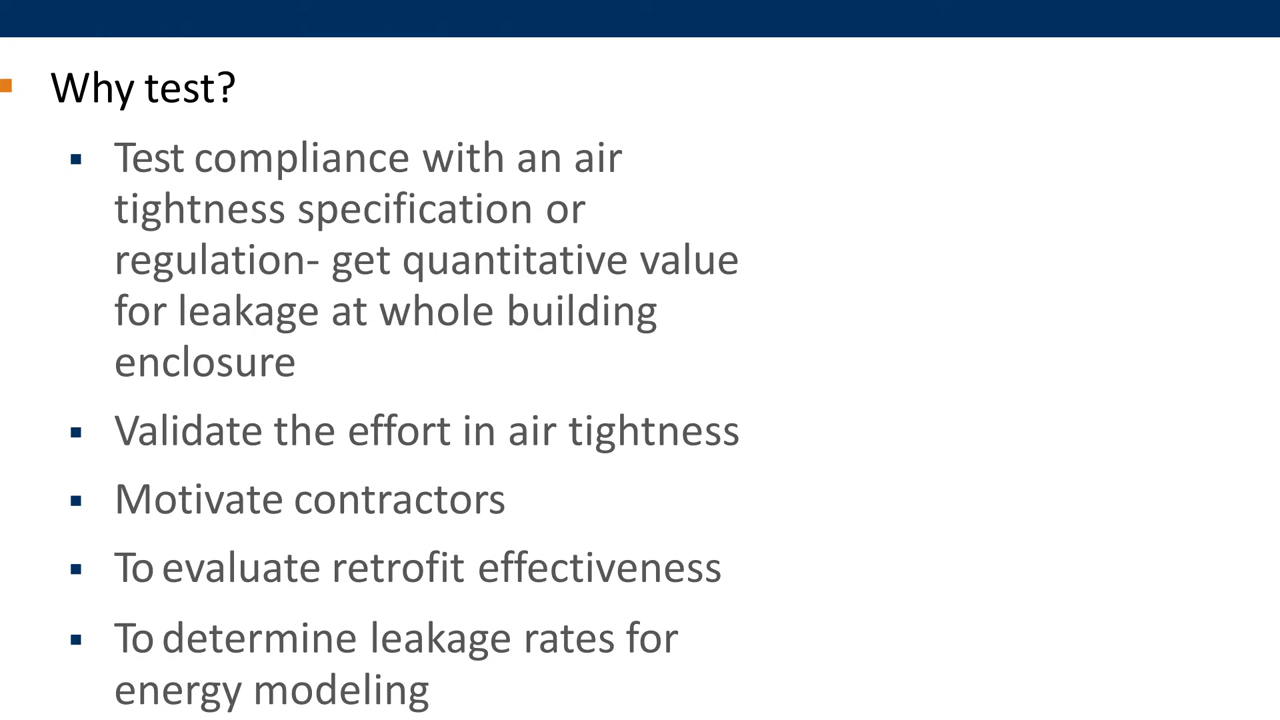 Why test?
Test compliance with an air
tightness specification or
regulation- get quantitative value
for leakage at whole building
enclosure
Validate the effort in air tightness
Motivate contractors
To evaluate retrofit effectiveness
To determine leakage rates for
energy modeling